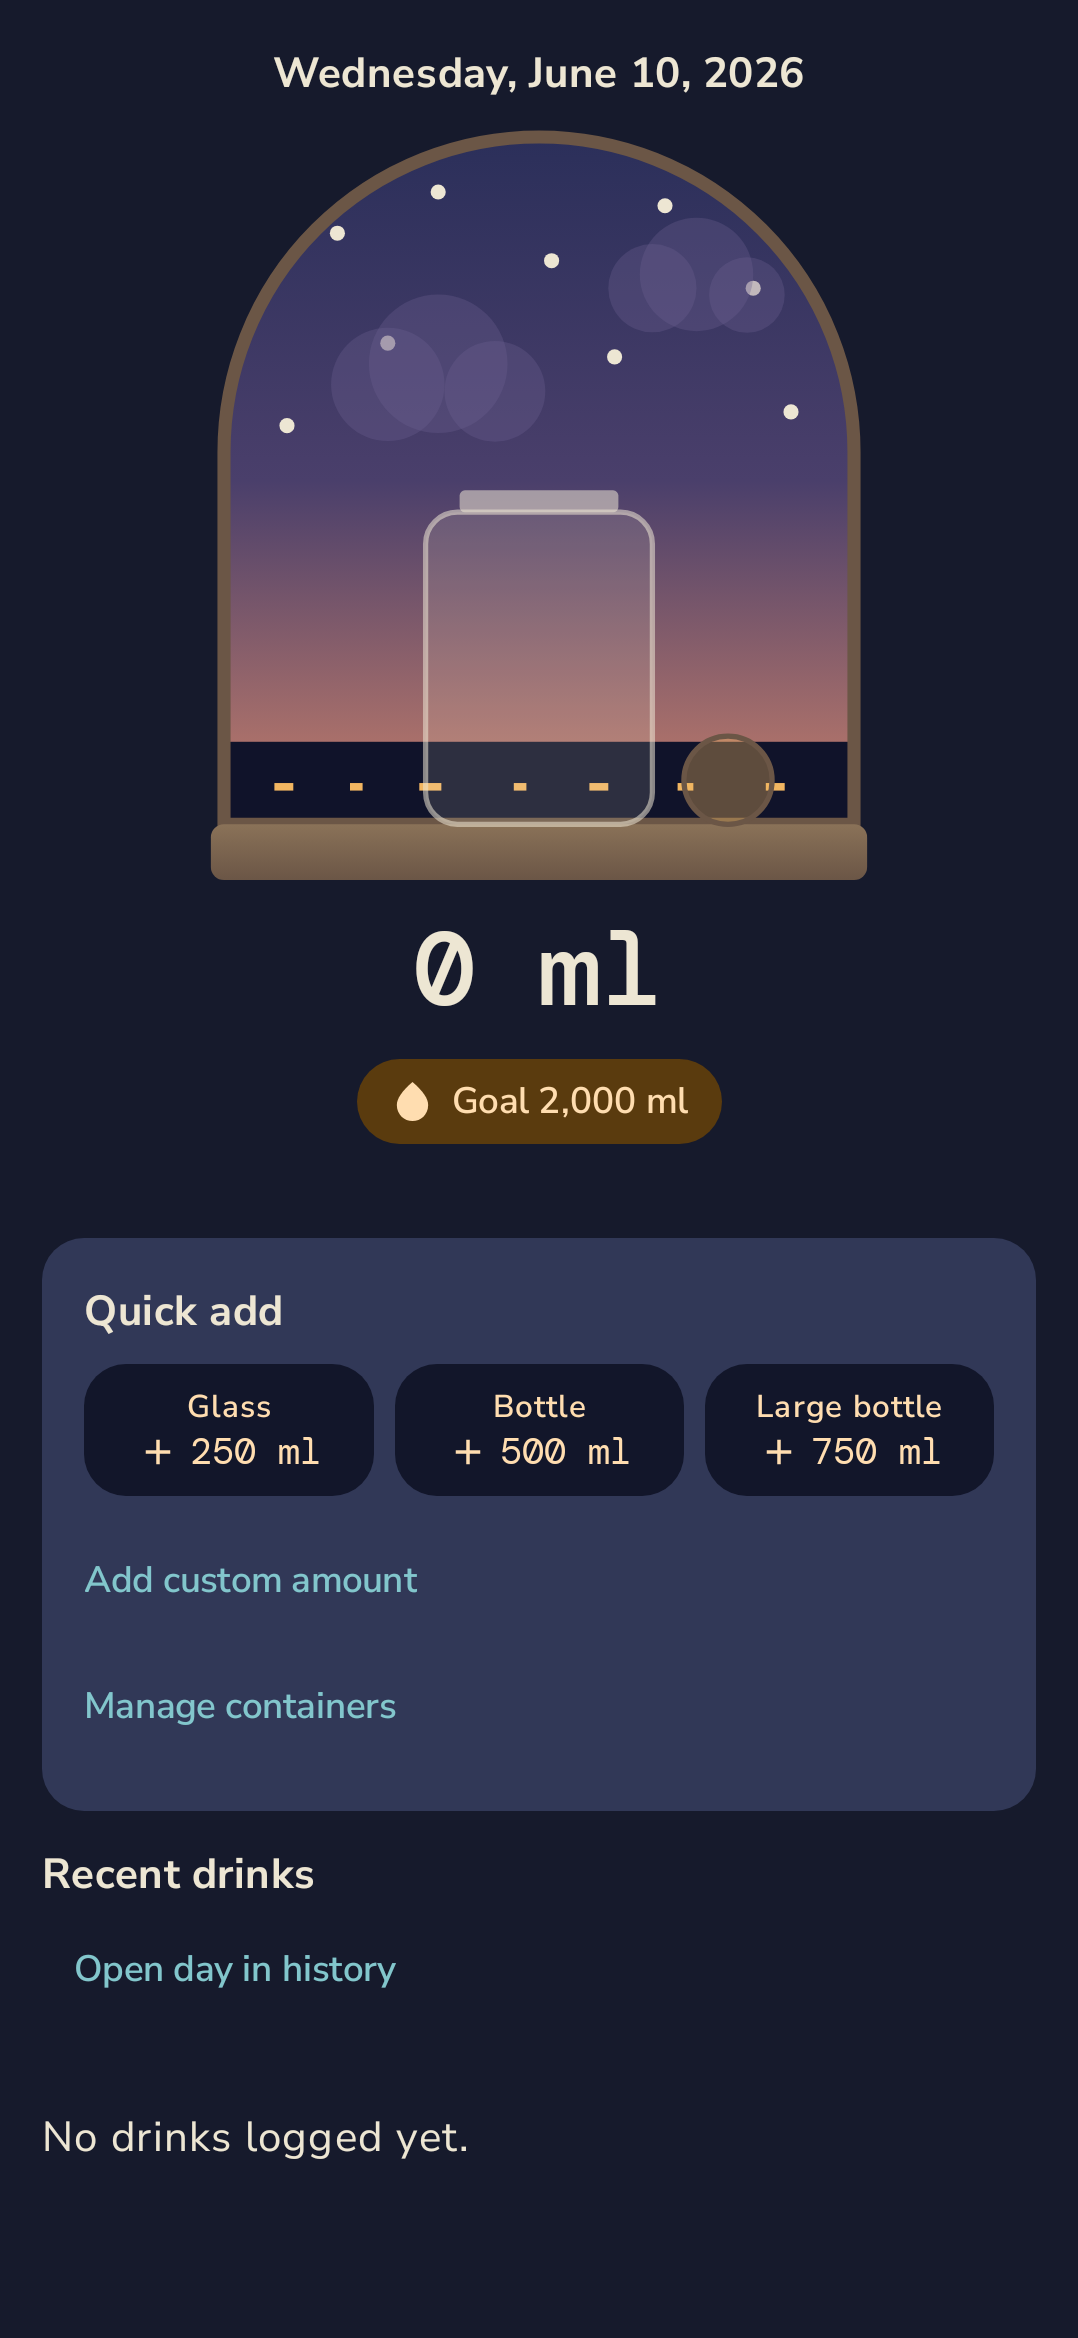 Wednesday, June 10, 2026
0 ml
Goal 2,000 ml
Quick add
Glass
+ 250 ml
Bottle
+ 500 ml
Large bottle
+ 750 ml
Add custom amount
Manage containers
Recent drinks
Open day in history
No drinks logged yet.